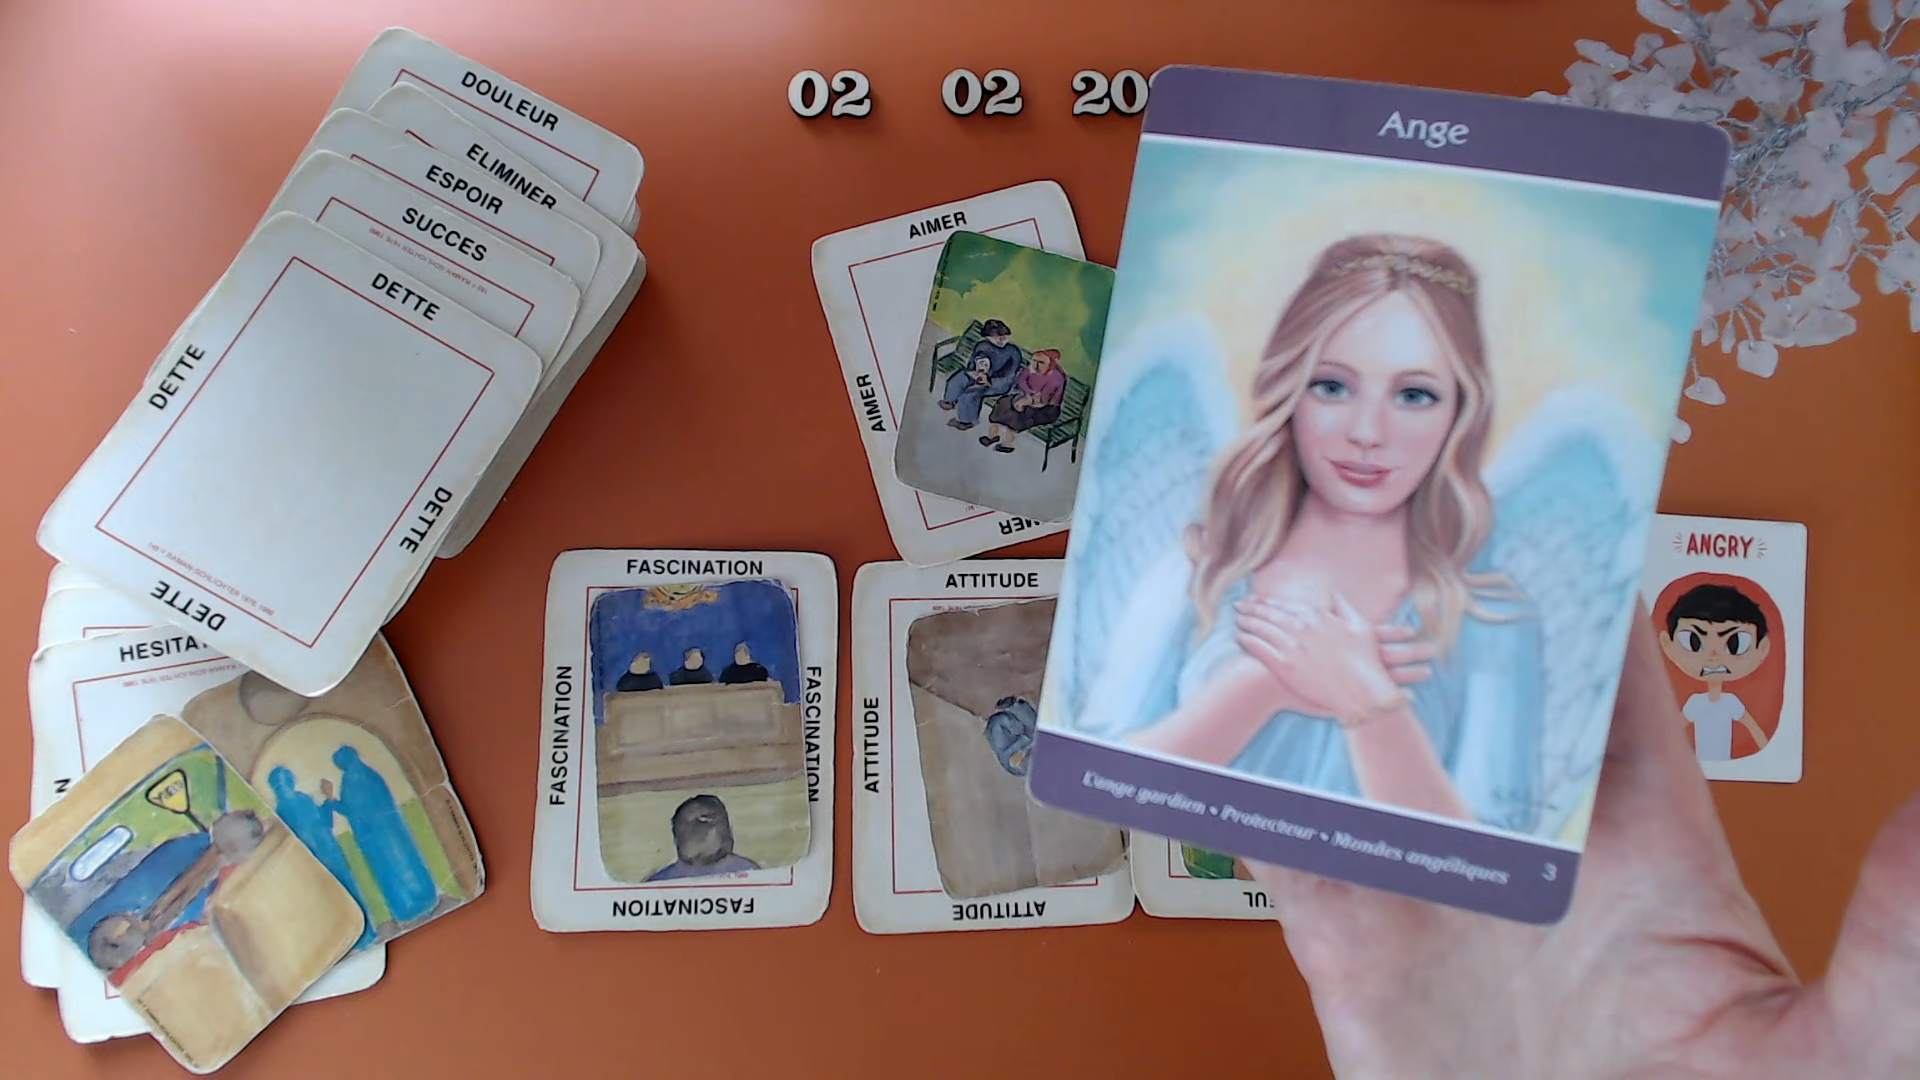 DOULEUR
ELIMINER
ESPOIR
SUCCES
DETTE
DETTE
DETTE
DETTE
02 02 20
Ange
L'ange gardien • Protecteur • Mondes angéliques 3
AIMER
AIMER
FASCINATION
FASCINATION
FASCINATION
FASCINATION
ATTITUDE
ATTITUDE
ATTITUDE
ANGRY